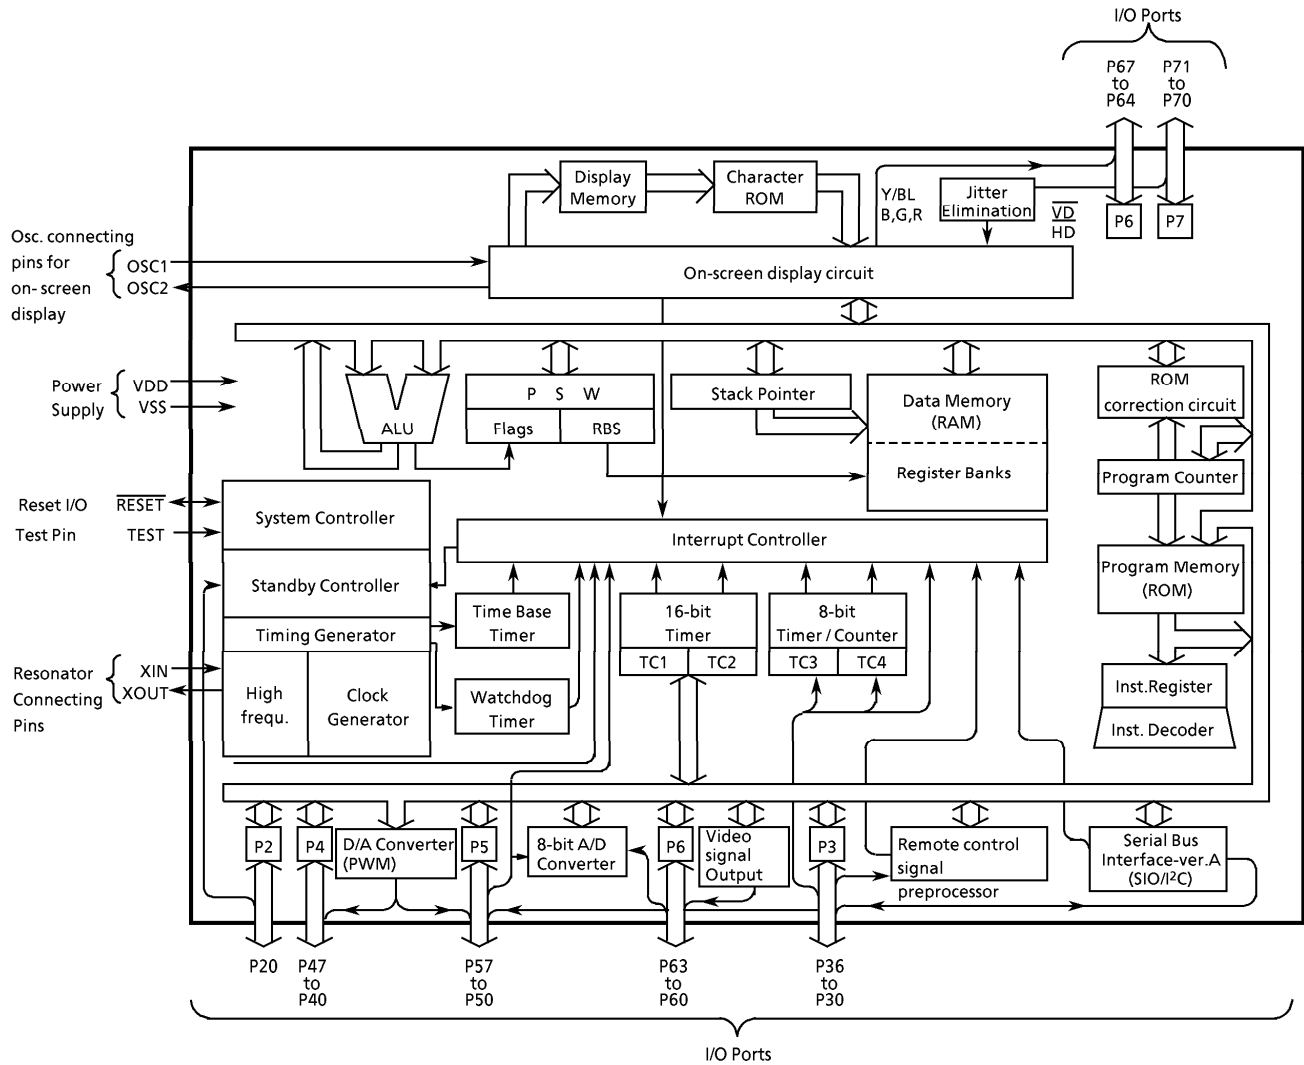 I/O Ports
P67 P71
to to
P64 P70
Display
Memory
Character
ROM
Y/BL
B,G,R
Jitter
Elimination
VD
HD
P6
P7
Osc. connecting
pins for
on- screen
display
OSC1
OSC2
On-screen display circuit
Power
Supply
VDD
VSS
ALU
P S W
Flags
RBS
Stack Pointer
Data Memory
(RAM)
Register Banks
ROM
correction circuit
Program Counter
Reset I/O
RESET
Test Pin
TEST
System Controller
Interrupt Controller
Standby Controller
Program Memory
(ROM)
Timing Generator
Time Base
Timer
16-bit
Timer
TC1
TC2
8-bit
Timer / Counter
TC3
TC4
Resonator
Connecting
Pins
XIN
XOUT
High
frequ.
Clock
Generator
Watchdog
Timer
Inst.Register
Inst. Decoder
P2
P4
D/A Converter
(PWM)
P5
8-bit A/D
Converter
P6
Video
signal
Output
P3
Remote control
signal
preprocessor
Serial Bus
Interface-ver.A
(SIO/I²C)
P20
P47
to
P40
P57
to
P50
P63
to
P60
P36
to
P30
I/O Ports